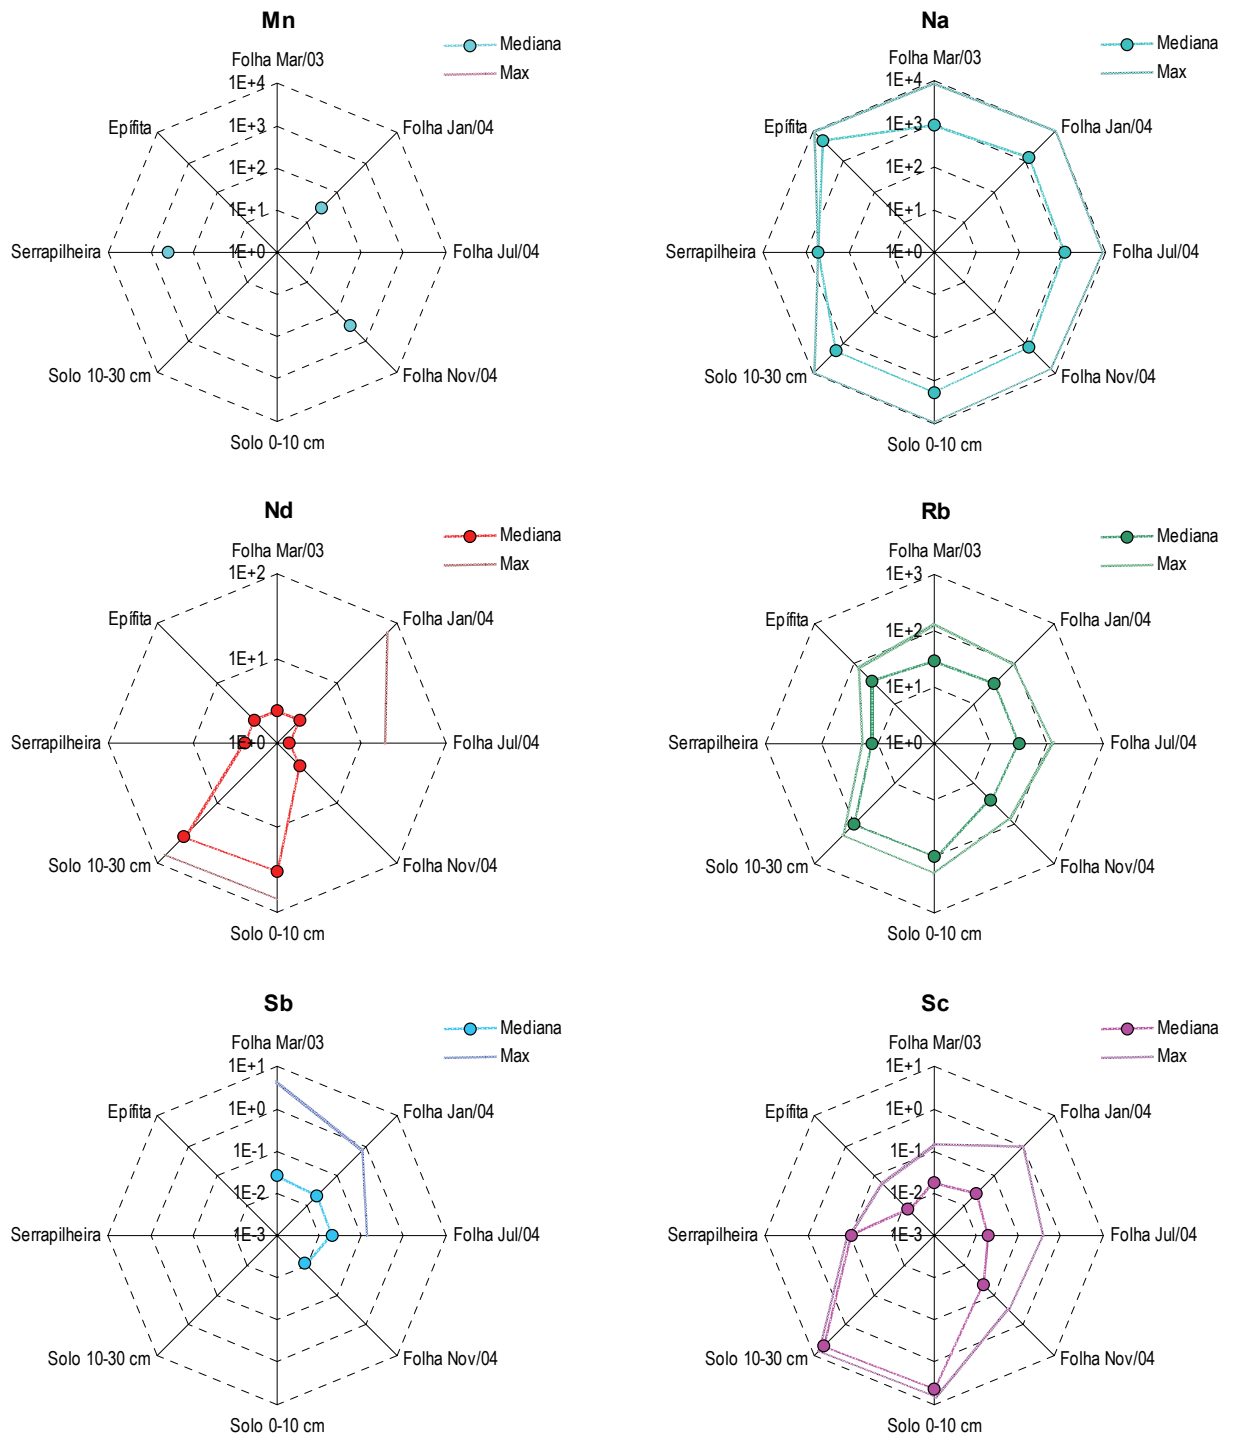 Mn
Mediana
Max
Folha Mar/03
1E+4
1E+3
1E+2
1E+1
1E+0
Epífita
Folha Jan/04
Serrapilheira
Folha Jul/04
Solo 10-30 cm
Folha Nov/04
Solo 0-10 cm
Na
Mediana
Max
Folha Mar/03
1E+4
1E+3
1E+2
1E+1
1E+0
Epífita
Folha Jan/04
Serrapilheira
Folha Jul/04
Solo 10-30 cm
Folha Nov/04
Solo 0-10 cm
Nd
Mediana
Max
Folha Mar/03
1E+2
1E+1
1E+0
Epífita
Folha Jan/04
Serrapilheira
Folha Jul/04
Solo 10-30 cm
Folha Nov/04
Solo 0-10 cm
Rb
Mediana
Max
Folha Mar/03
1E+3
1E+2
1E+1
1E+0
Epífita
Folha Jan/04
Serrapilheira
Folha Jul/04
Solo 10-30 cm
Folha Nov/04
Solo 0-10 cm
Sb
Mediana
Max
Folha Mar/03
1E+1
1E+0
1E-1
1E-2
1E-3
Epífita
Folha Jan/04
Serrapilheira
Folha Jul/04
Solo 10-30 cm
Folha Nov/04
Solo 0-10 cm
Sc
Mediana
Max
Folha Mar/03
1E+1
1E+0
1E-1
1E-2
1E-3
Epífita
Folha Jan/04
Serrapilheira
Folha Jul/04
Solo 10-30 cm
Folha Nov/04
Solo 0-10 cm